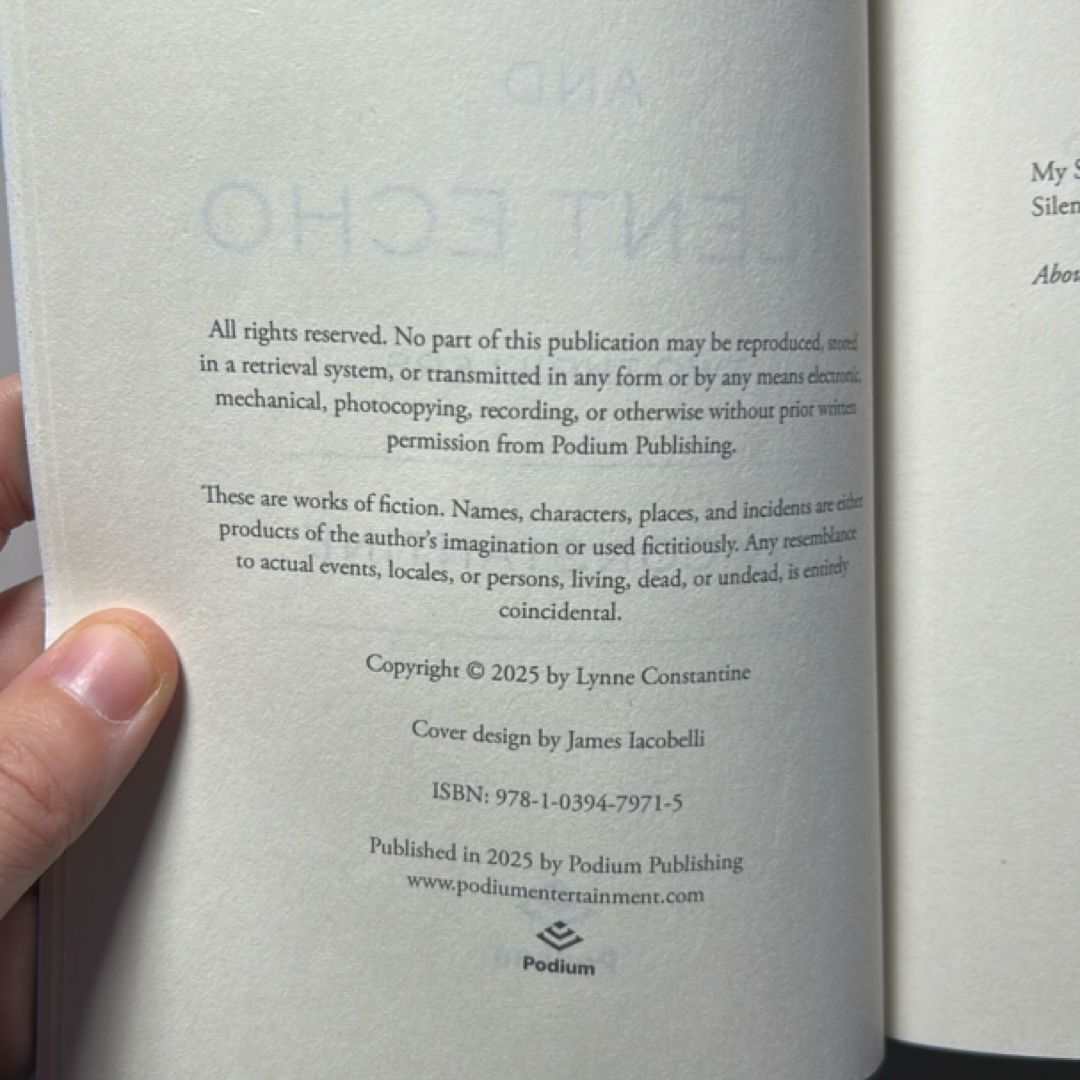 All rights reserved. No part of this publication may be reproduced, stored
in a retrieval system, or transmitted in any form or by any means electronic,
mechanical, photocopying, recording, or otherwise without prior written
permission from Podium Publishing.
These are works of fiction. Names, characters, places, and incidents are either
products of the author's imagination or used fictitiously. Any resemblance
to actual events, locales, or persons, living, dead, or undead, is entirely
coincidental.
Copyright © 2025 by Lynne Constantine
Cover design by James Iacobelli
ISBN: 978-1-0394-7971-5
Published in 2025 by Podium Publishing
www.podiumentertainment.com
Podium
My